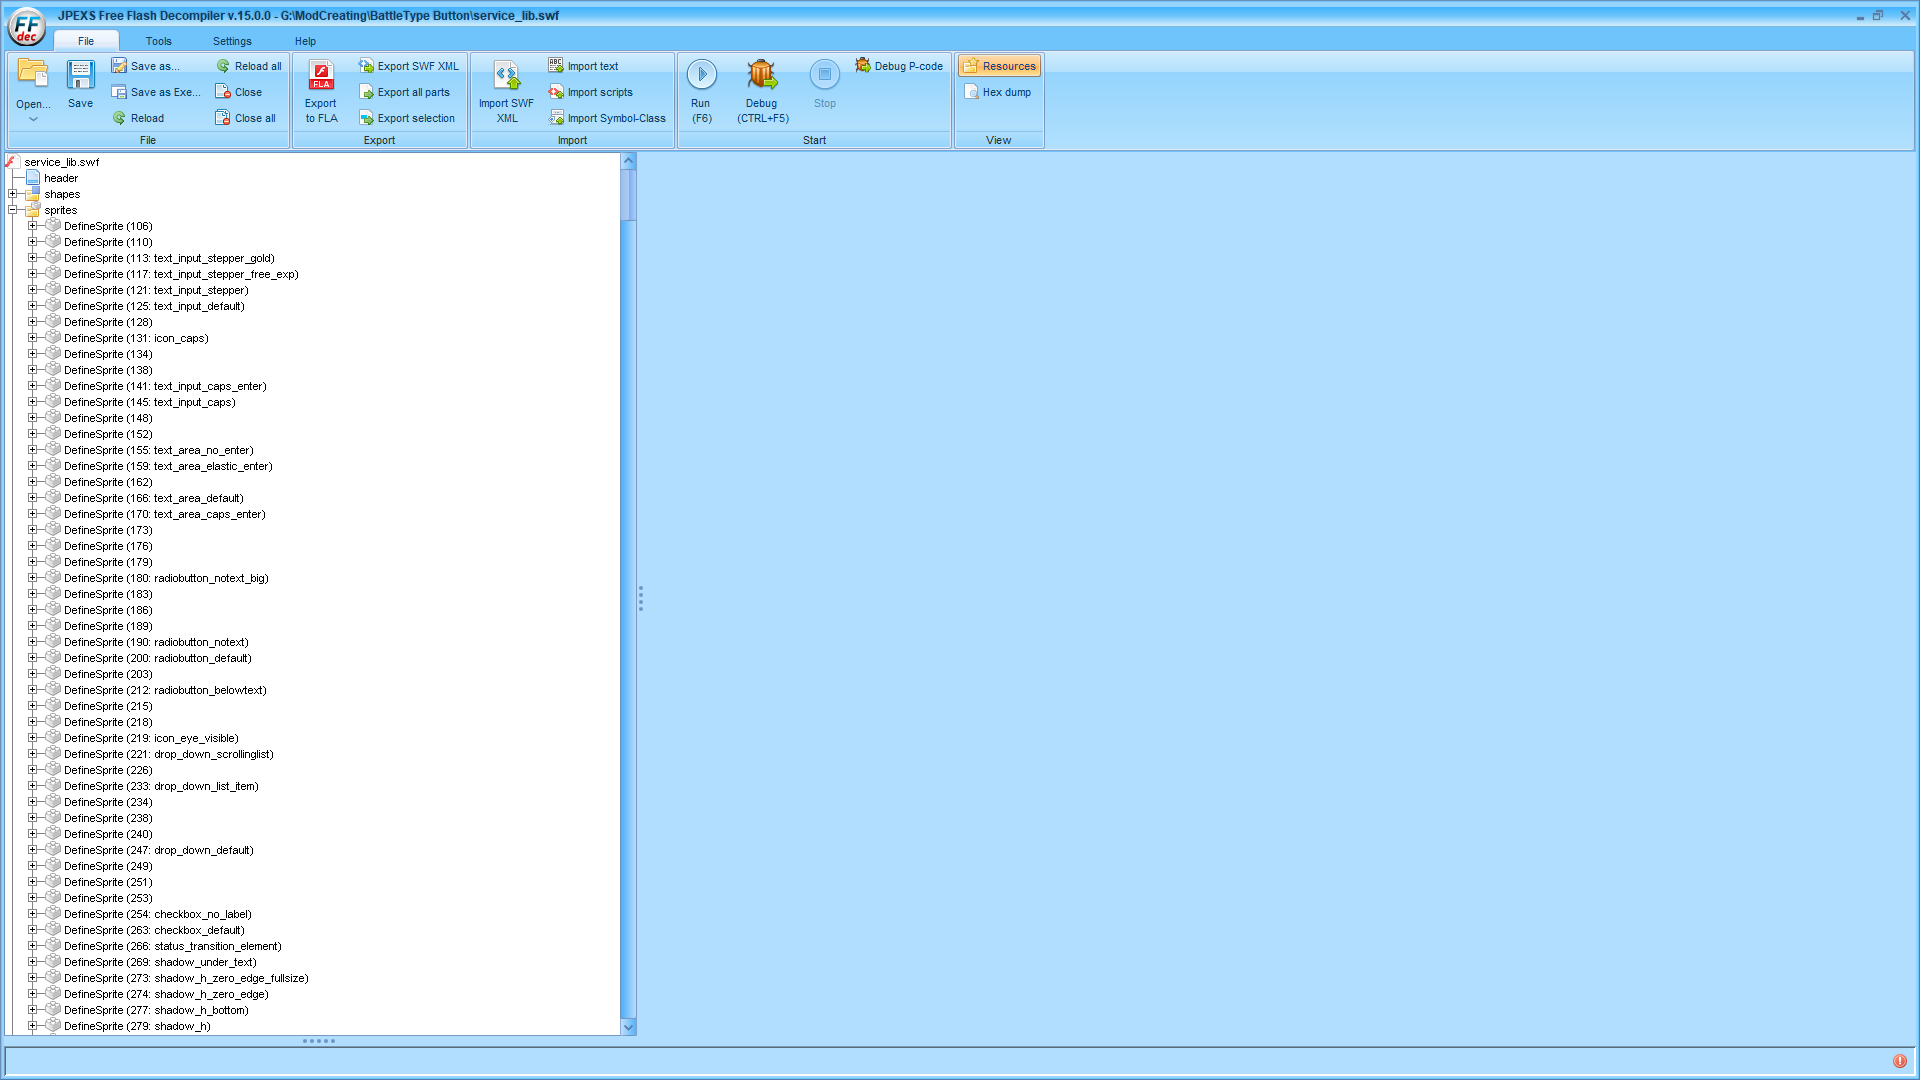 JPEXS Free Flash Decompiler v.15.0.0 - G:\ModCreating\BattleType Button\service_lib.swf
FF
dec
File
Tools
Settings
Help
Open...
Save
Save as...
Save as Exe...
Reload
Reload all
Close
Close all
File
FLA
Export
to FLA
Export SWF XML
Export all parts
Export selection
Export
Import SWF
XML
ABC
Import text
Import scripts
Import Symbol-Class
Import
Run
(F6)
Debug
(CTRL+F5)
Stop
Debug P-code
Start
Resources
Hex dump
View
service_lib.swf
header
shapes
sprites
DefineSprite (106)
DefineSprite (110)
DefineSprite (113: text_input_stepper_gold)
DefineSprite (117: text_input_stepper_free_exp)
DefineSprite (121: text_input_stepper)
DefineSprite (125: text_input_default)
DefineSprite (128)
DefineSprite (131: icon_caps)
DefineSprite (134)
DefineSprite (138)
DefineSprite (141: text_input_caps_enter)
DefineSprite (145: text_input_caps)
DefineSprite (148)
DefineSprite (152)
DefineSprite (155: text_area_no_enter)
DefineSprite (159: text_area_elastic_enter)
DefineSprite (162)
DefineSprite (166: text_area_default)
DefineSprite (170: text_area_caps_enter)
DefineSprite (173)
DefineSprite (176)
DefineSprite (179)
DefineSprite (180: radiobutton_notext_big)
DefineSprite (183)
DefineSprite (186)
DefineSprite (189)
DefineSprite (190: radiobutton_notext)
DefineSprite (200: radiobutton_default)
DefineSprite (203)
DefineSprite (212: radiobutton_belowtext)
DefineSprite (215)
DefineSprite (218)
DefineSprite (219: icon_eye_visible)
DefineSprite (221: drop_down_scrollinglist)
DefineSprite (226)
DefineSprite (233: drop_down_list_item)
DefineSprite (234)
DefineSprite (238)
DefineSprite (240)
DefineSprite (247: drop_down_default)
DefineSprite (249)
DefineSprite (251)
DefineSprite (253)
DefineSprite (254: checkbox_no_label)
DefineSprite (263: checkbox_default)
DefineSprite (266: status_transition_element)
DefineSprite (269: shadow_under_text)
DefineSprite (273: shadow_h_zero_edge_fullsize)
DefineSprite (274: shadow_h_zero_edge)
DefineSprite (277: shadow_h_bottom)
DefineSprite (279: shadow_h)